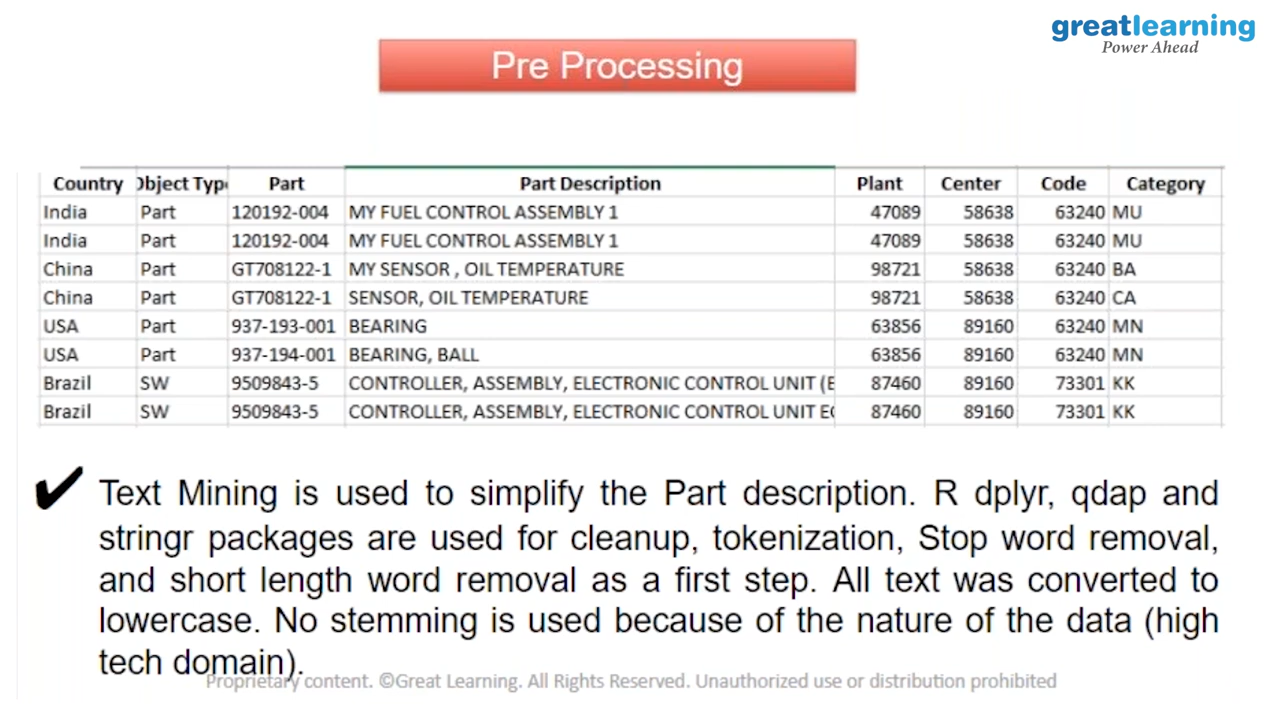 greatlearning
Power Ahead
Pre Processing
Country Object Type Part Part Description Plant Center Code Category
India Part 120192-004 MY FUEL CONTROL ASSEMBLY 1 47089 58638 63240 MU
India Part 120192-004 MY FUEL CONTROL ASSEMBLY 1 47089 58638 63240 MU
China Part GT708122-1 MY SENSOR , OIL TEMPERATURE 98721 58638 63240 BA
China Part GT708122-1 SENSOR, OIL TEMPERATURE 98721 58638 63240 CA
USA Part 937-193-001 BEARING 63856 89160 63240 MN
USA Part 937-194-001 BEARING, BALL 63856 89160 63240 MN
Brazil SW 9509843-5 CONTROLLER, ASSEMBLY, ELECTRONIC CONTROL UNIT (E 87460 89160 73301 KK
Brazil SW 9509843-5 CONTROLLER, ASSEMBLY, ELECTRONIC CONTROL UNIT EC 87460 89160 73301 KK
✔ Text Mining is used to simplify the Part description. R dplyr, qdap and
stringr packages are used for cleanup, tokenization, Stop word removal,
and short length word removal as a first step. All text was converted to
lowercase. No stemming is used because of the nature of the data (high
tech domain).
Proprietary content. ©Great Learning. All Rights Reserved. Unauthorized use or distribution prohibited